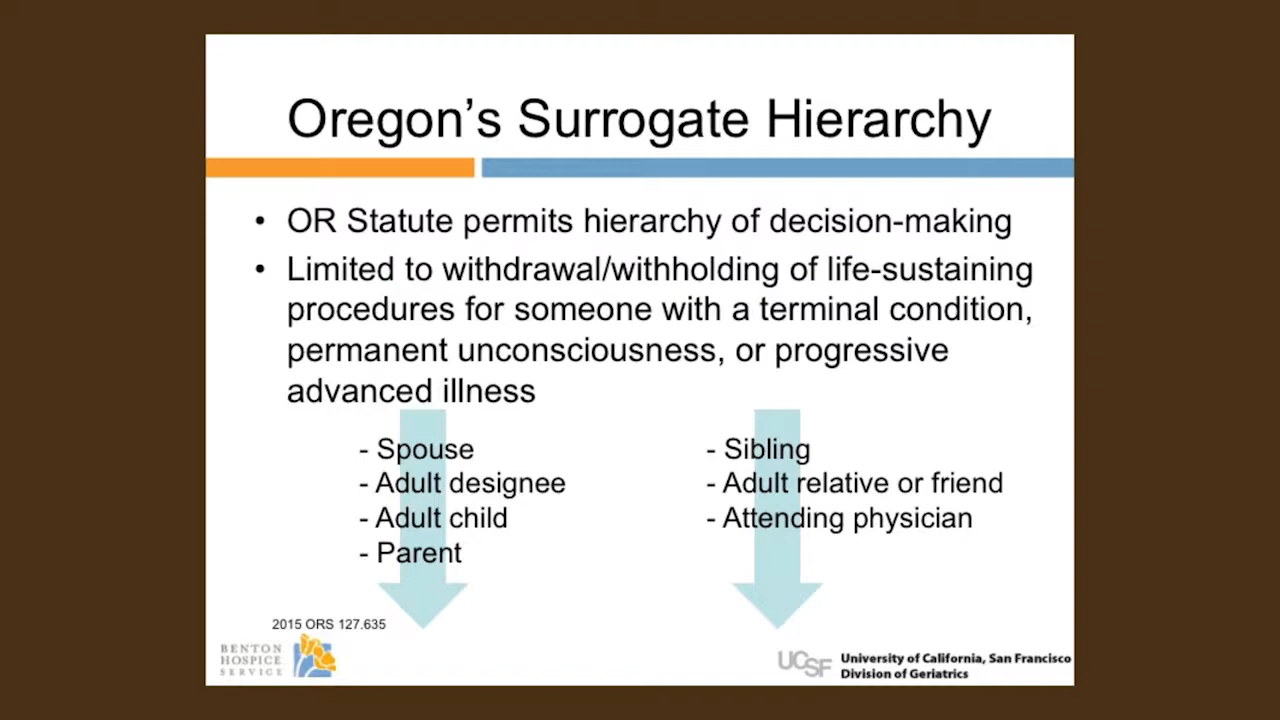 Oregon’s Surrogate Hierarchy
• OR Statute permits hierarchy of decision-making
• Limited to withdrawal/withholding of life-sustaining
procedures for someone with a terminal condition,
permanent unconsciousness, or progressive
advanced illness
- Spouse
- Adult designee
- Adult child
- Parent
- Sibling
- Adult relative or friend
- Attending physician
2015 ORS 127.635
BENTON
HOSPICE
SERVICE
UCSF
University of California, San Francisco
Division of Geriatrics